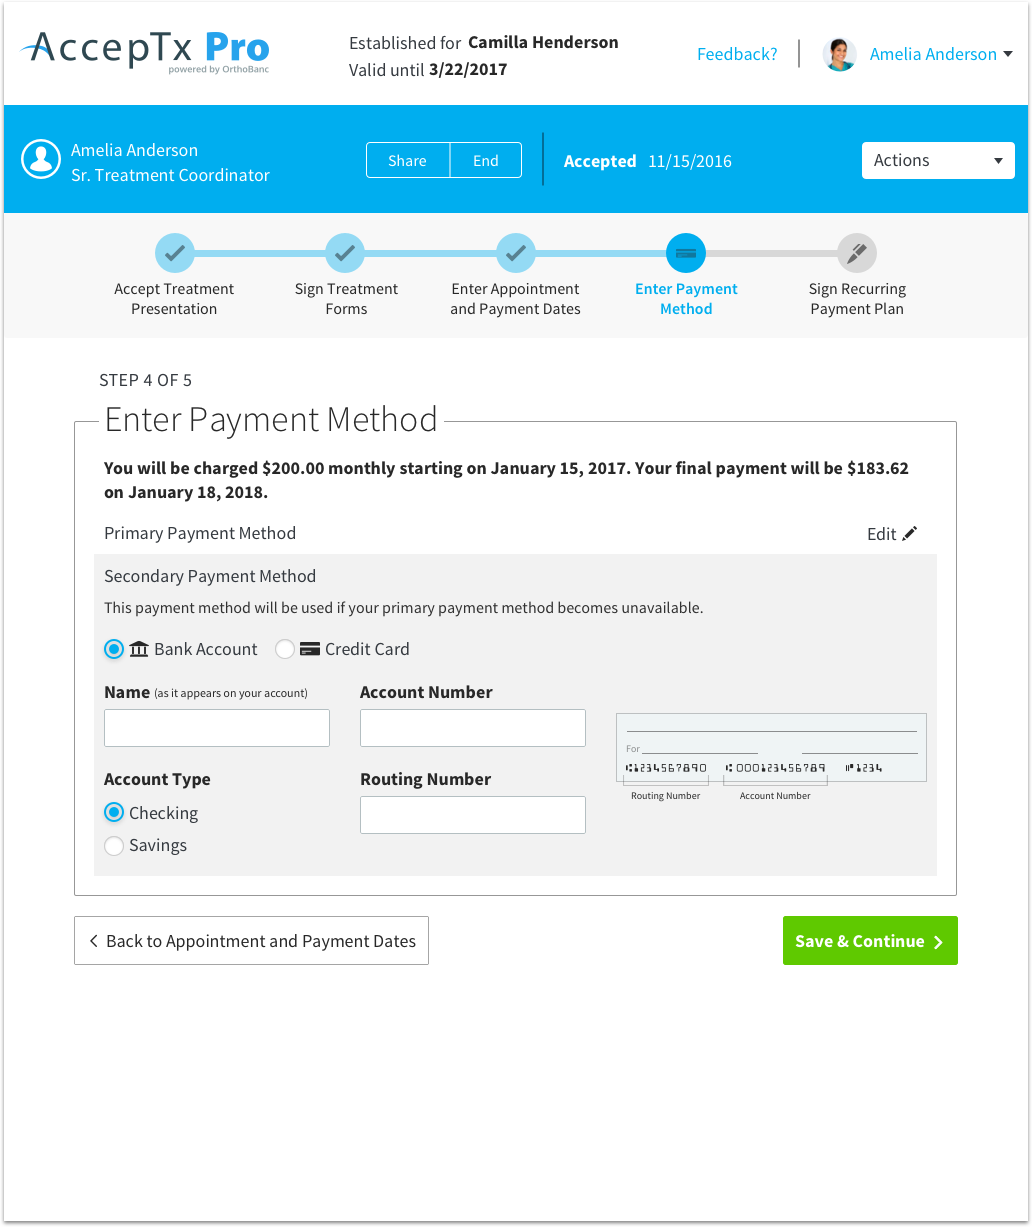 AccepTx Pro
powered by OrthoBanc
Established for Camilla Henderson
Valid until 3/22/2017
Feedback?
Amelia Anderson
Amelia Anderson
Sr. Treatment Coordinator
Share
End
Accepted 11/15/2016
Actions
Accept Treatment
Presentation
Sign Treatment
Forms
Enter Appointment
and Payment Dates
Enter Payment
Method
Sign Recurring
Payment Plan
STEP 4 OF 5
Enter Payment Method
You will be charged $200.00 monthly starting on January 15, 2017. Your final payment will be $183.62
on January 18, 2018.
Primary Payment Method
Edit
Secondary Payment Method
This payment method will be used if your primary payment method becomes unavailable.
Bank Account
Credit Card
Name (as it appears on your account)
Account Number
Account Type
Checking
Savings
Routing Number
For
⑆1234567890 ⑆000123456789 ⑈1234
Routing Number
Account Number
Back to Appointment and Payment Dates
Save & Continue